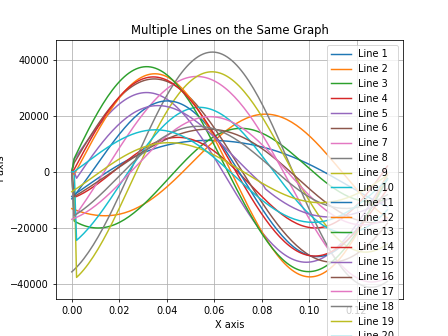 Multiple Lines on the Same Graph
40000
20000
0
−20000
−40000
0.00
0.02
0.04
0.06
0.08
0.10
X axis
Line 1
Line 2
Line 3
Line 4
Line 5
Line 6
Line 7
Line 8
Line 9
Line 10
Line 11
Line 12
Line 13
Line 14
Line 15
Line 16
Line 17
Line 18
Line 19
Line 20